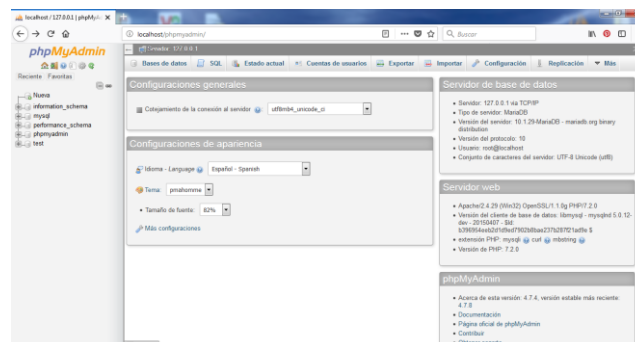 localhost / 127.0.0.1 | phpMyAdmin
localhost/phpmyadmin/
Buscar
phpMyAdmin
Reciente Favoritas
Nueva
information_schema
mysql
performance_schema
phpmyadmin
test
Servidor: 127.0.0.1
Bases de datos SQL Estado actual Cuentas de usuarios Exportar Importar Configuración Replicación Más
Configuraciones generales
Cotejamiento de la conexión al servidor utf8mb4_unicode_ci
Configuraciones de apariencia
Idioma - Language Español - Spanish
Tema: pmahomme
Tamaño de fuente: 82%
Más configuraciones
Servidor de base de datos
Servidor: 127.0.0.1 via TCP/IP
Tipo de servidor: MariaDB
Versión del servidor: 10.1.29-MariaDB - mariadb.org binary
distribution
Versión del protocolo: 10
Usuario: root@localhost
Conjunto de caracteres del servidor: UTF-8 Unicode (utf8)
Servidor web
Apache/2.4.29 (Win32) OpenSSL/1.1.0g PHP/7.2.0
Versión del cliente de base de datos: libmysql - mysqlnd 5.0.12-
dev - 20150407 - $Id:
extensión PHP: mysqli curl mbstring
Versión de PHP: 7.2.0
phpMyAdmin
Acerca de esta versión: 4.7.4, versión estable más reciente:
4.7.8
Documentación
Página oficial de phpMyAdmin
Contribuir